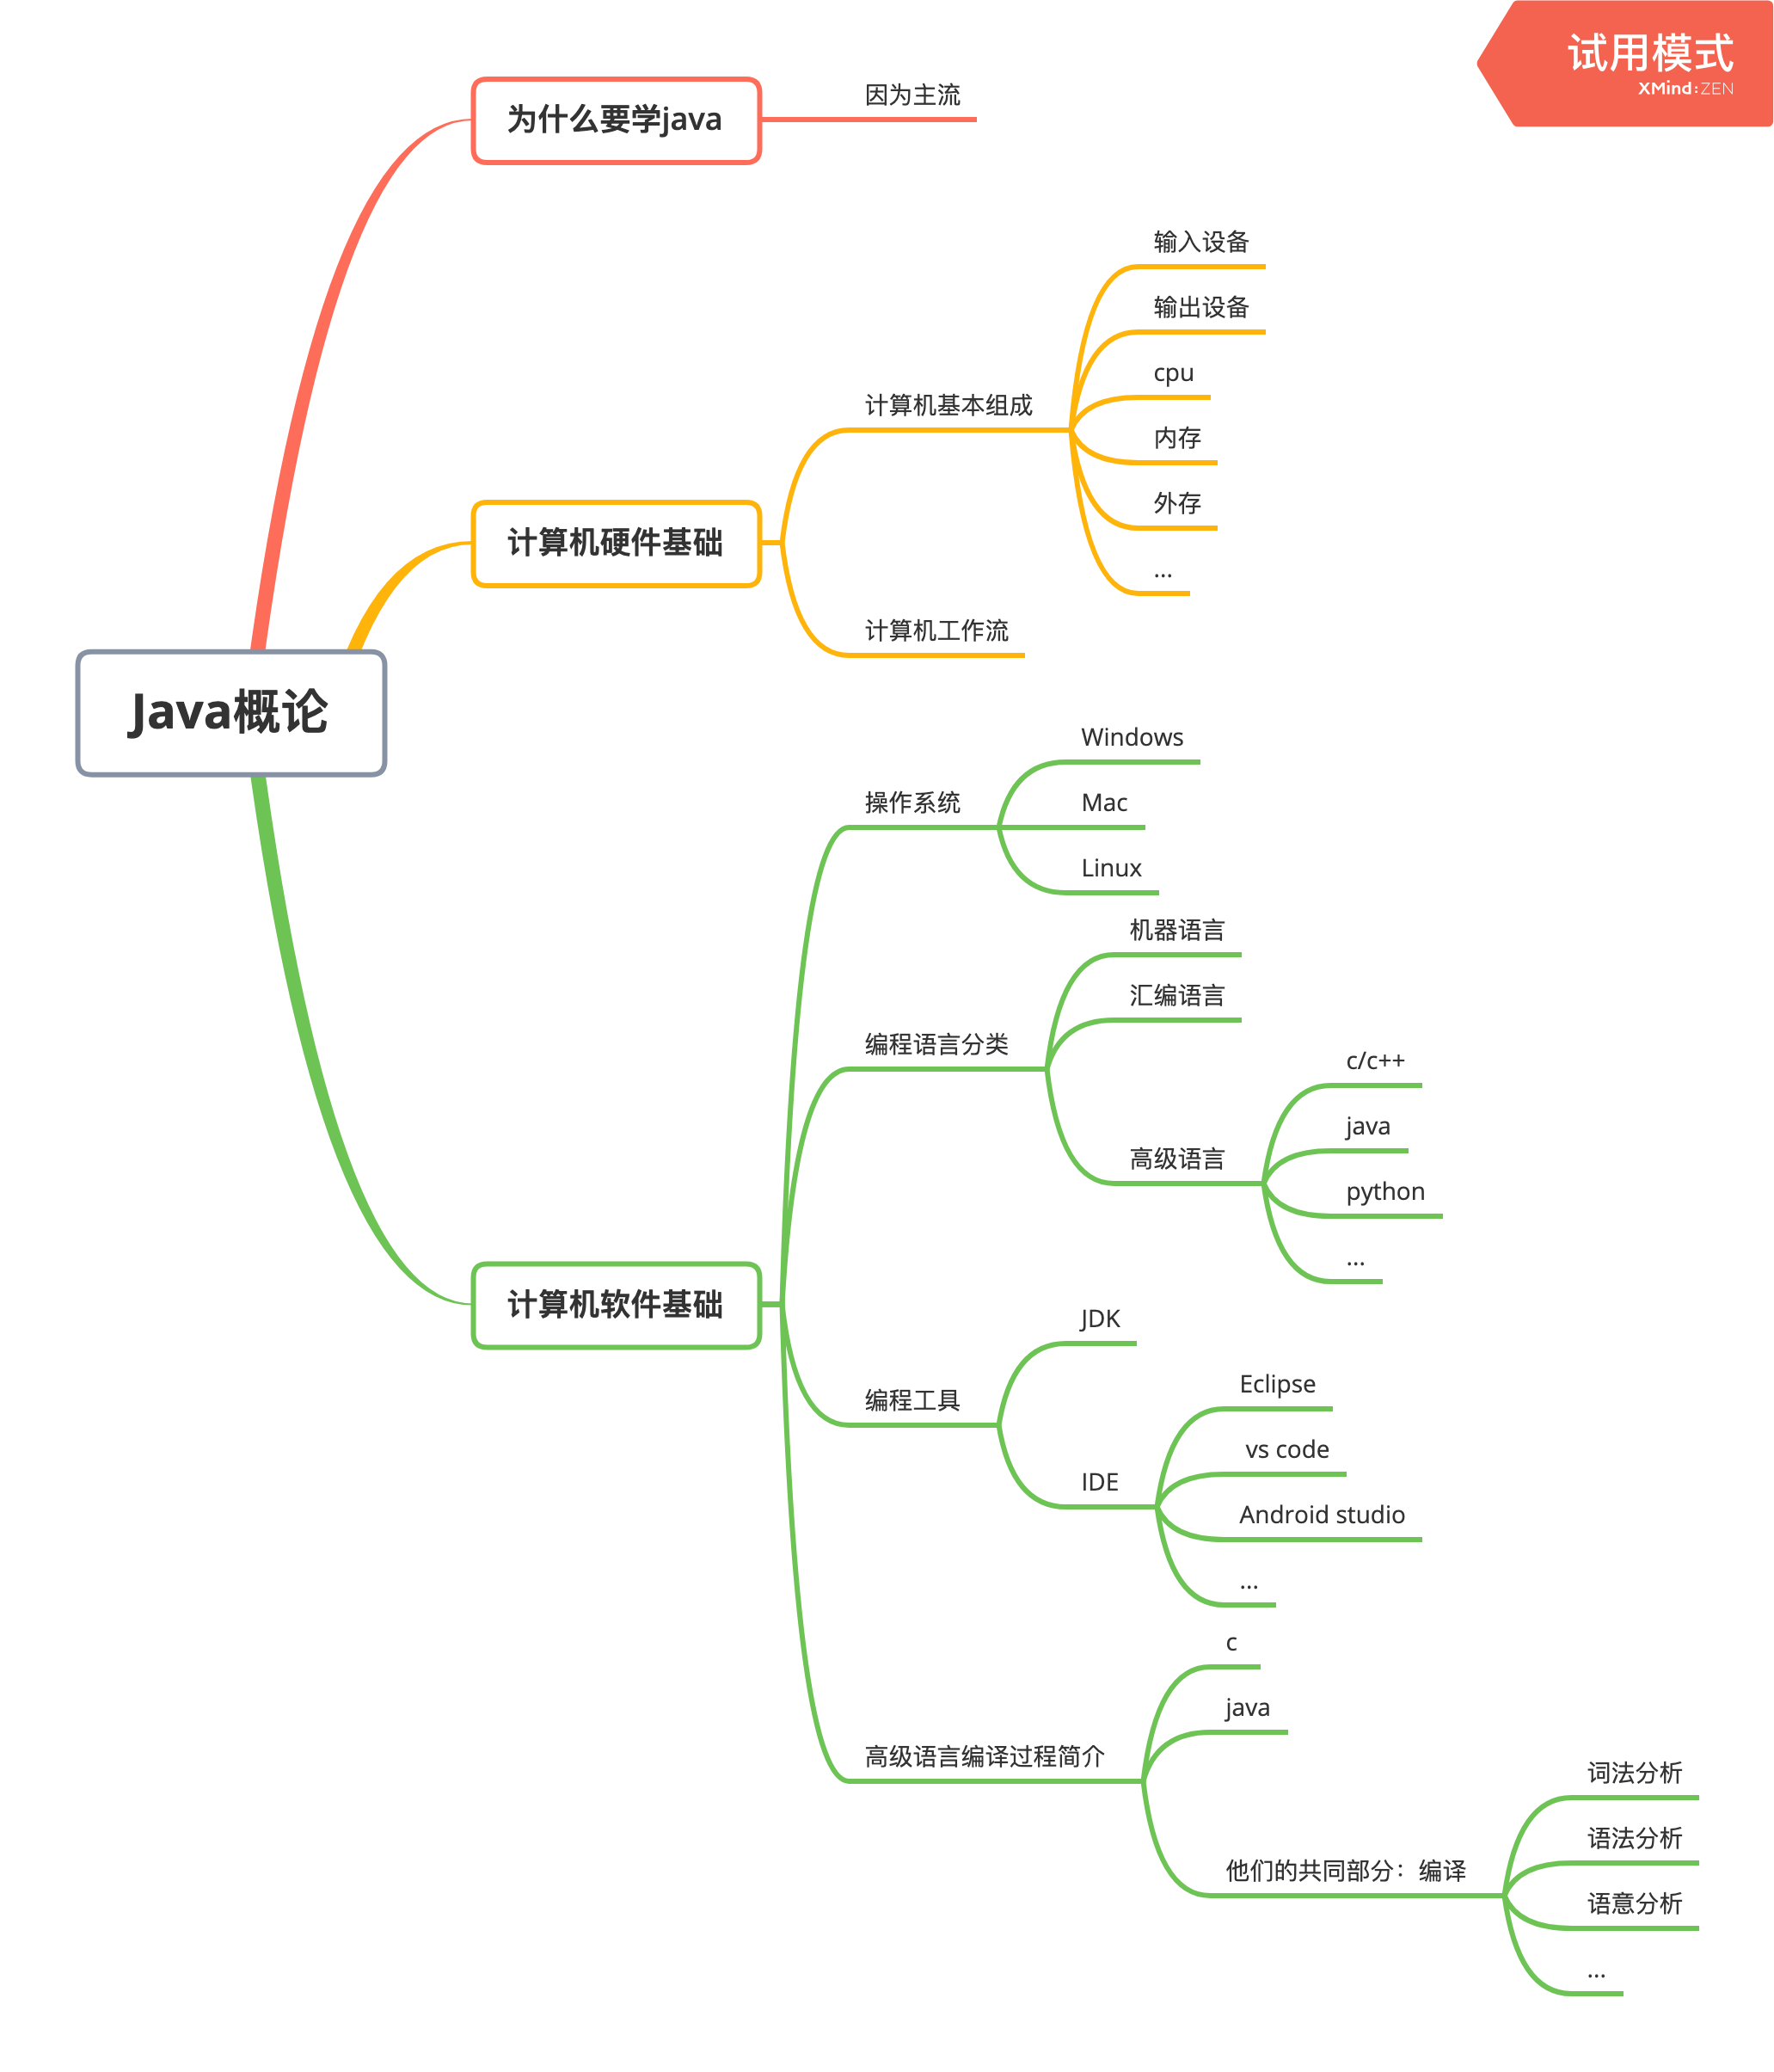 试用模式
XMind:ZEN
Java概论
为什么要学java
因为主流
计算机硬件基础
计算机基本组成
输入设备
输出设备
cpu
内存
外存
...
计算机工作流
计算机软件基础
操作系统
Windows
Mac
Linux
编程语言分类
机器语言
汇编语言
高级语言
c/c++
java
python
...
编程工具
JDK
IDE
Eclipse
vs code
Android studio
...
高级语言编译过程简介
c
java
他们的共同部分：编译
词法分析
语法分析
语意分析
...